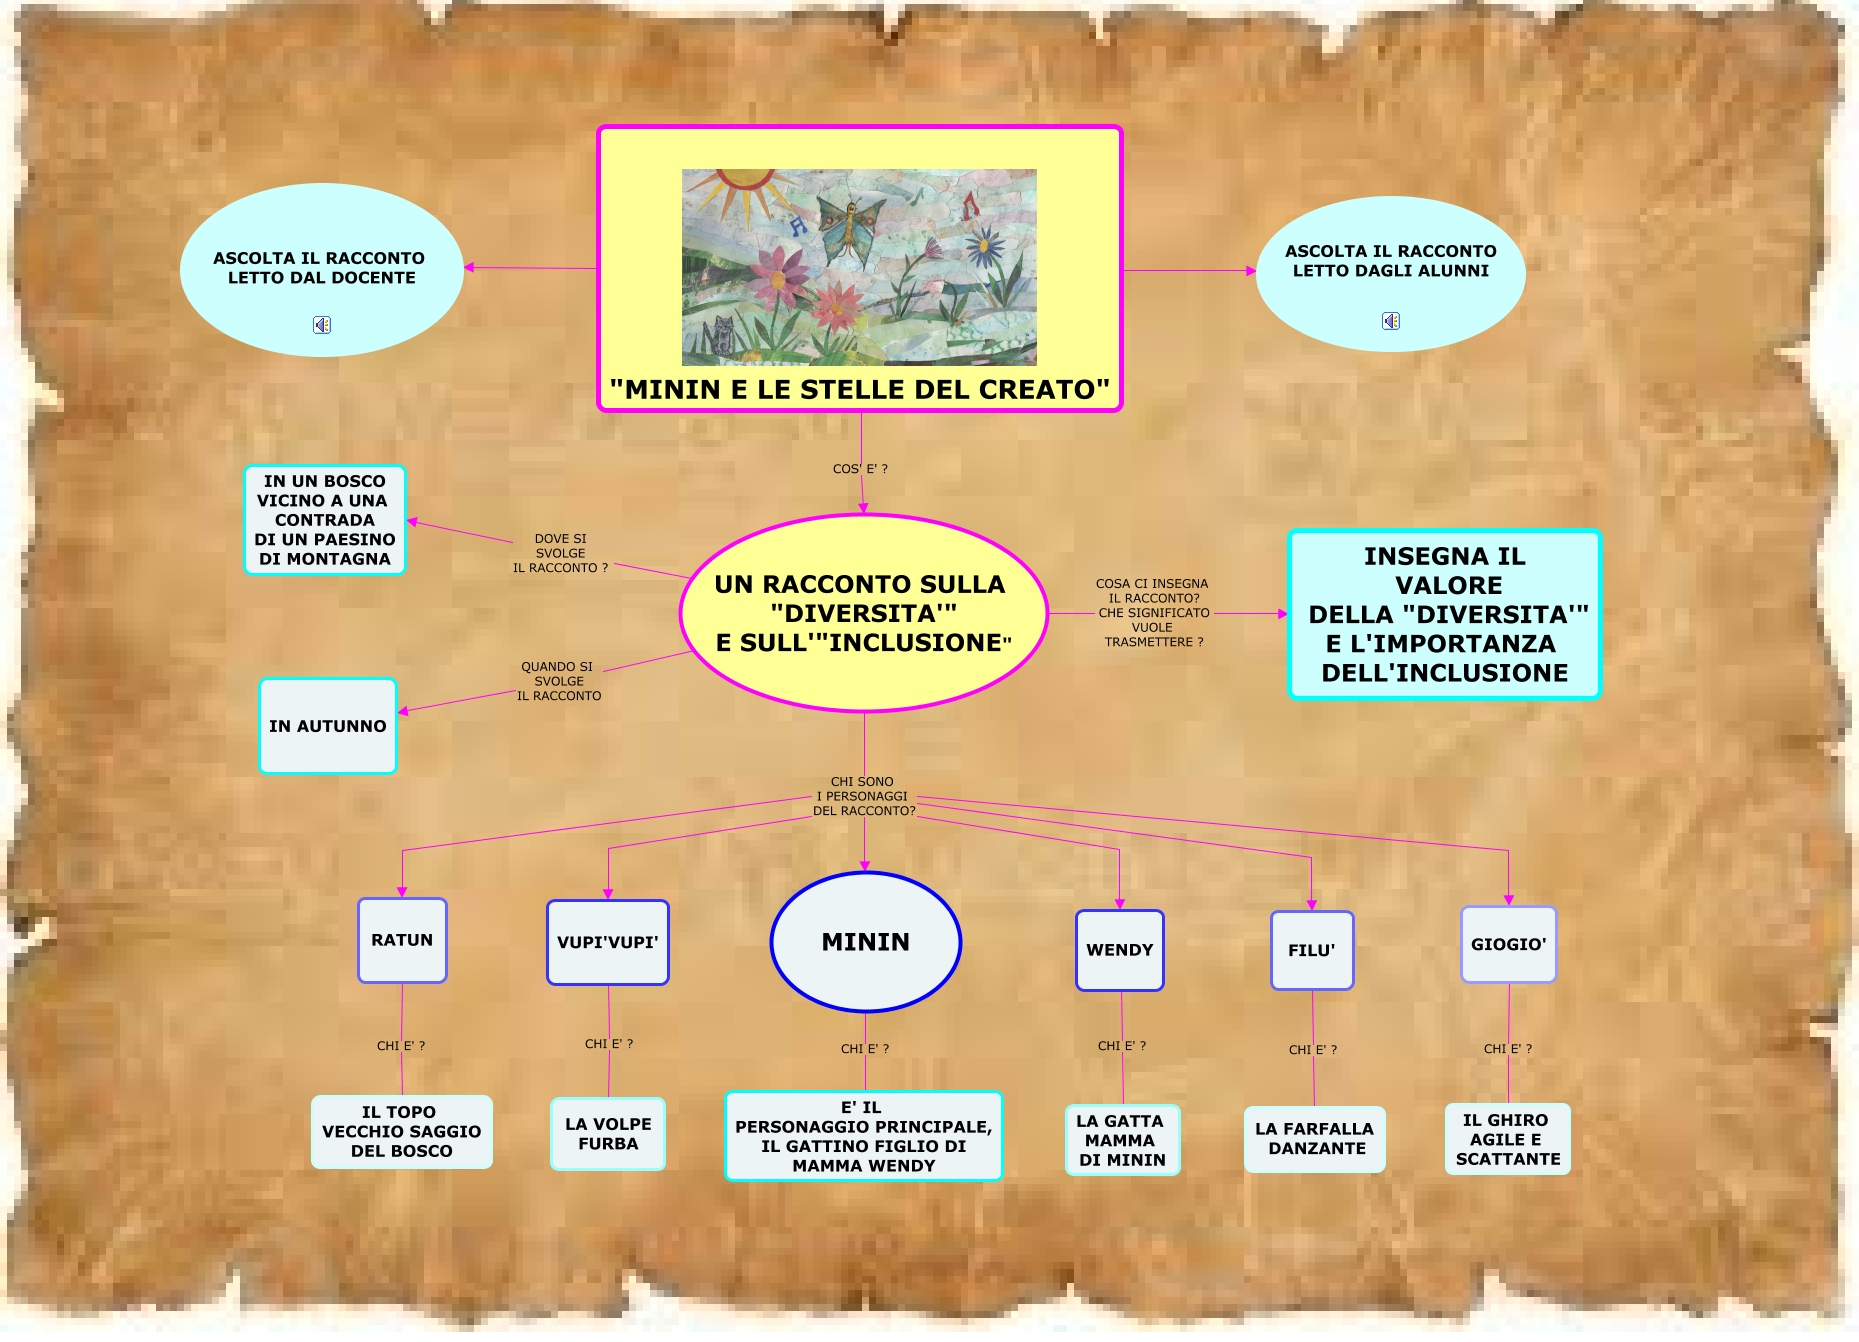 "MININ E LE STELLE DEL CREATO"
ASCOLTA IL RACCONTO
LETTO DAL DOCENTE
ASCOLTA IL RACCONTO
LETTO DAGLI ALUNNI
COS' E' ?
UN RACCONTO SULLA
"DIVERSITA'"
E SULL'"INCLUSIONE"
DOVE SI
SVOLGE
IL RACCONTO ?
IN UN BOSCO
VICINO A UNA
CONTRADA
DI UN PAESINO
DI MONTAGNA
QUANDO SI
SVOLGE
IL RACCONTO
IN AUTUNNO
COSA CI INSEGNA
IL RACCONTO?
CHE SIGNIFICATO
VUOLE
TRASMETTERE ?
INSEGNA IL
VALORE
DELLA "DIVERSITA'"
E L'IMPORTANZA
DELL'INCLUSIONE
CHI SONO
I PERSONAGGI
DEL RACCONTO?
RATUN
CHI E' ?
IL TOPO
VECCHIO SAGGIO
DEL BOSCO
VUPI'VUPI'
CHI E' ?
LA VOLPE
FURBA
MININ
CHI E' ?
E' IL
PERSONAGGIO PRINCIPALE,
IL GATTINO FIGLIO DI
MAMMA WENDY
WENDY
CHI E' ?
LA GATTA
MAMMA
DI MININ
FILU'
CHI E' ?
LA FARFALLA
DANZANTE
GIOGIO'
CHI E' ?
IL GHIRO
AGILE E
SCATTANTE